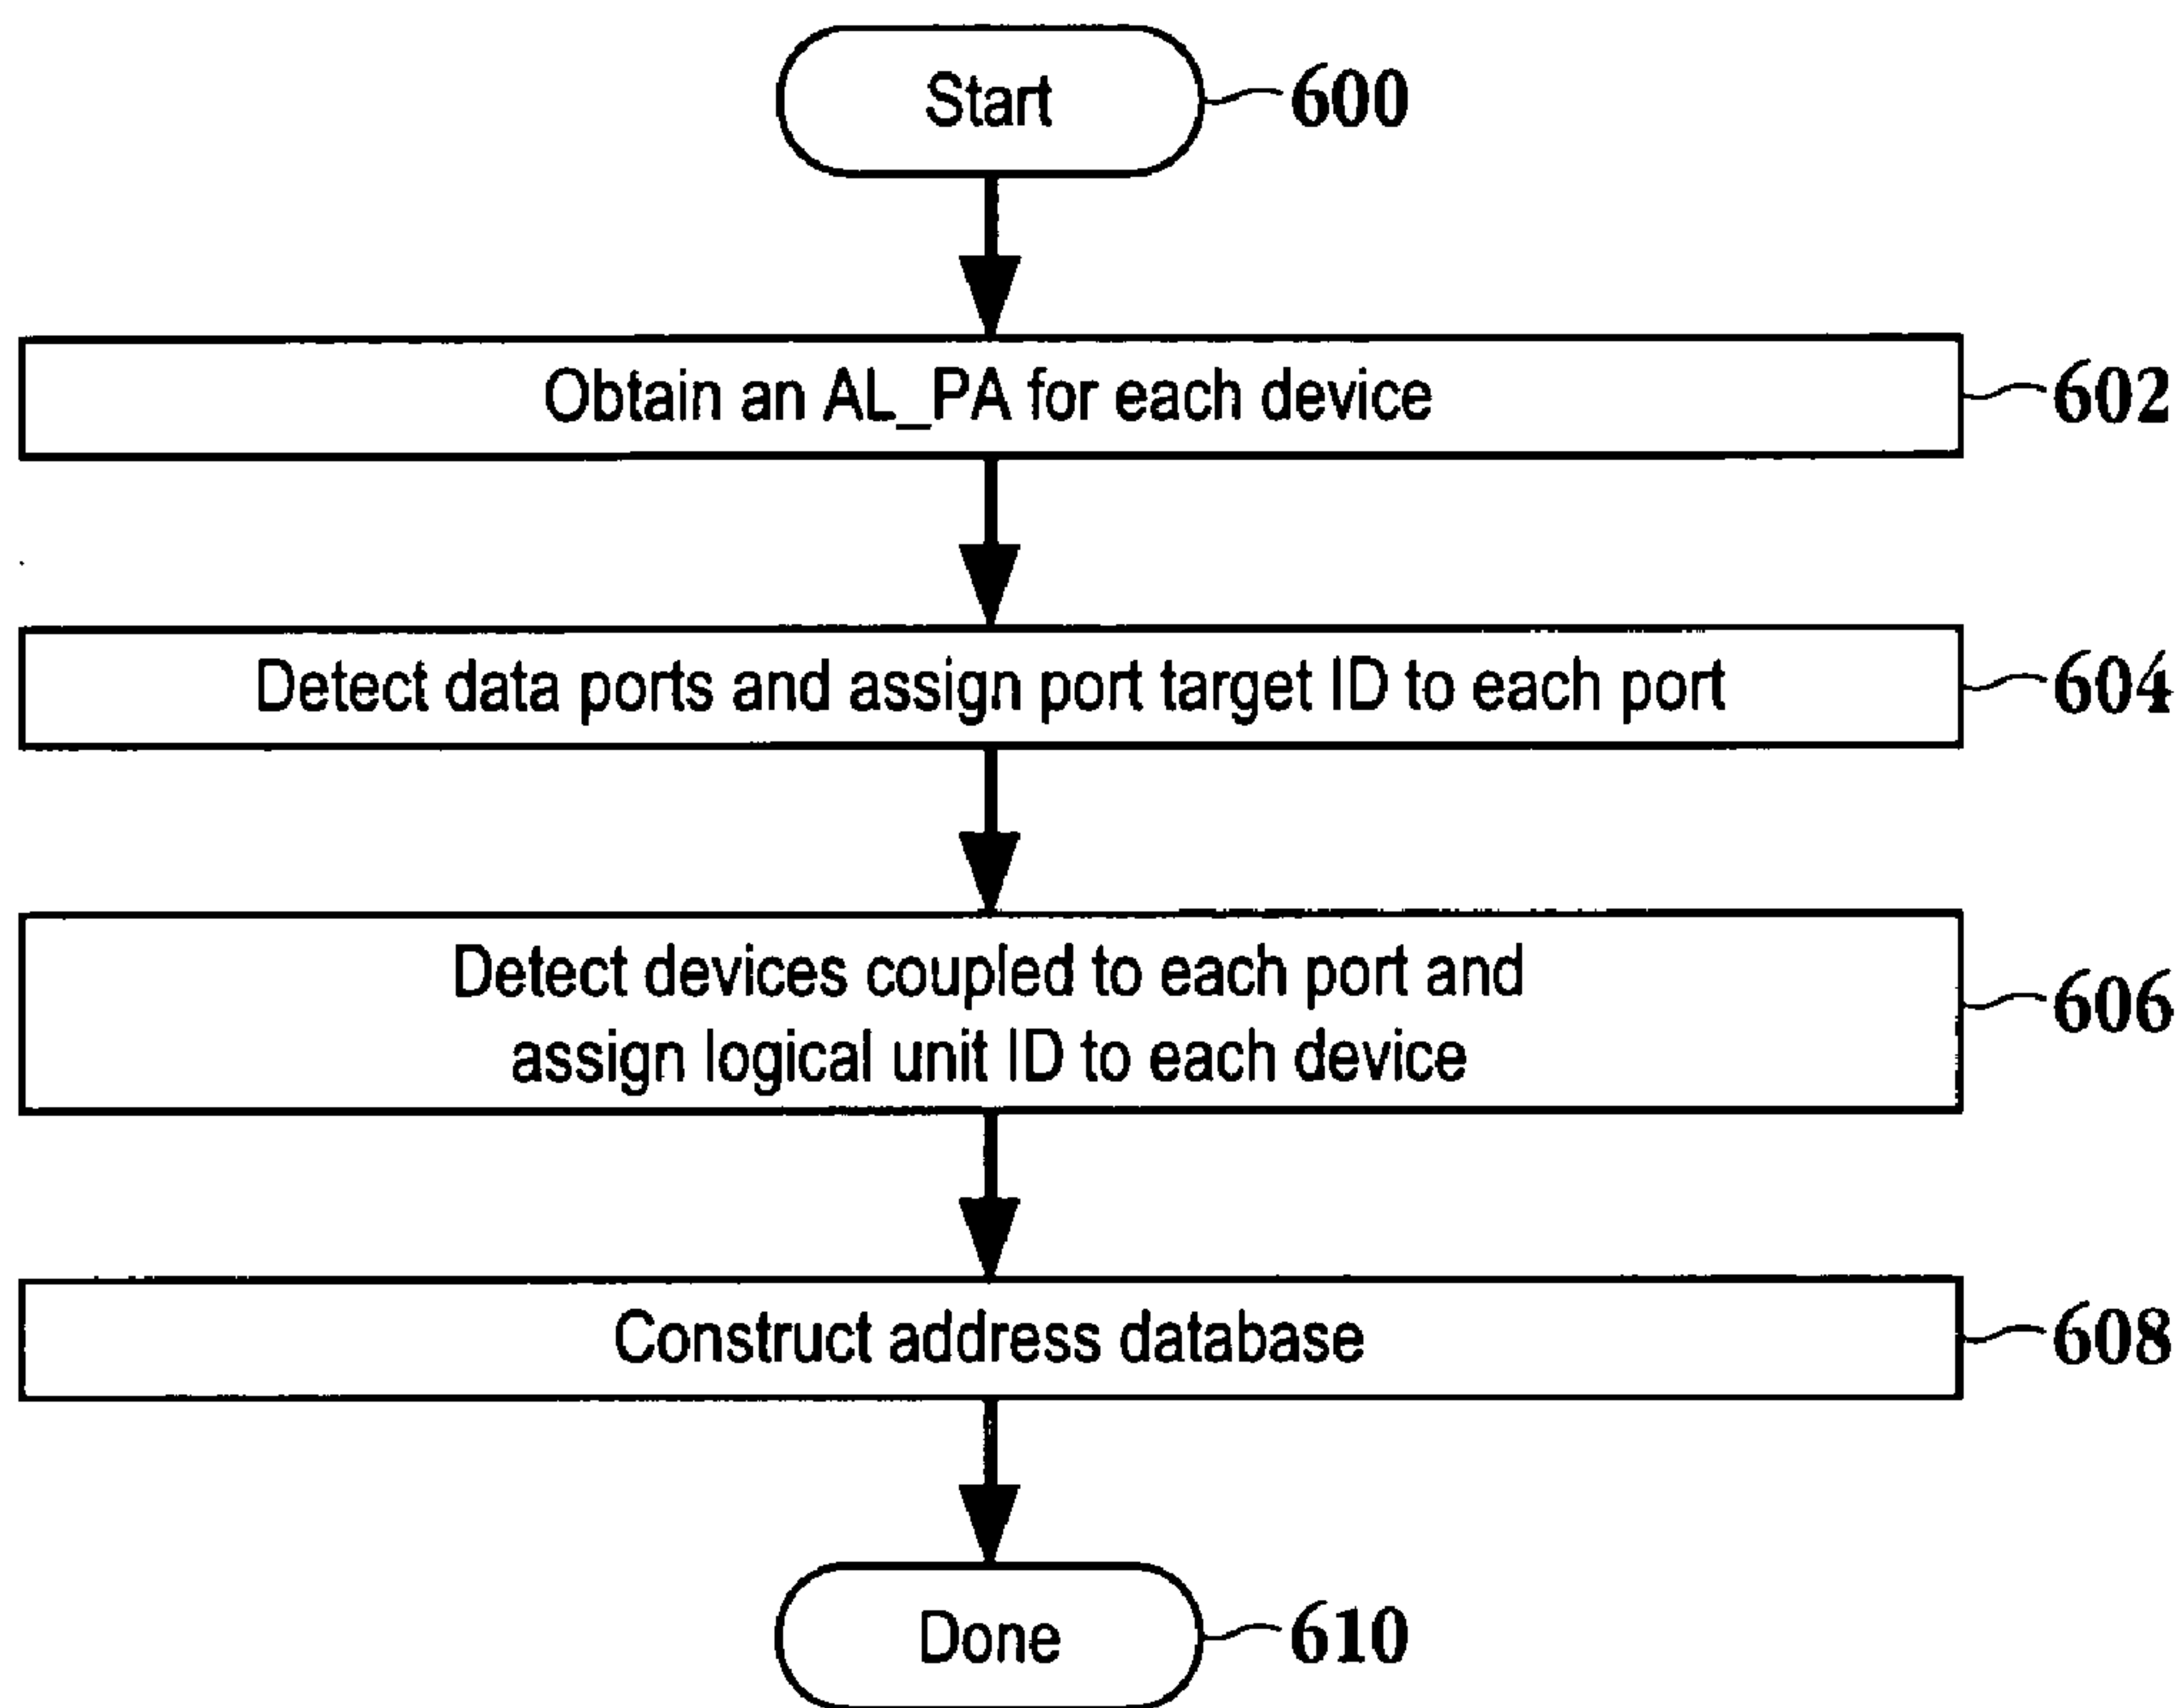 Start
600
Obtain an AL_PA for each device
602
Detect data ports and assign port target ID to each port
604
Detect devices coupled to each port and
assign logical unit ID to each device
606
Construct address database
608
Done
610